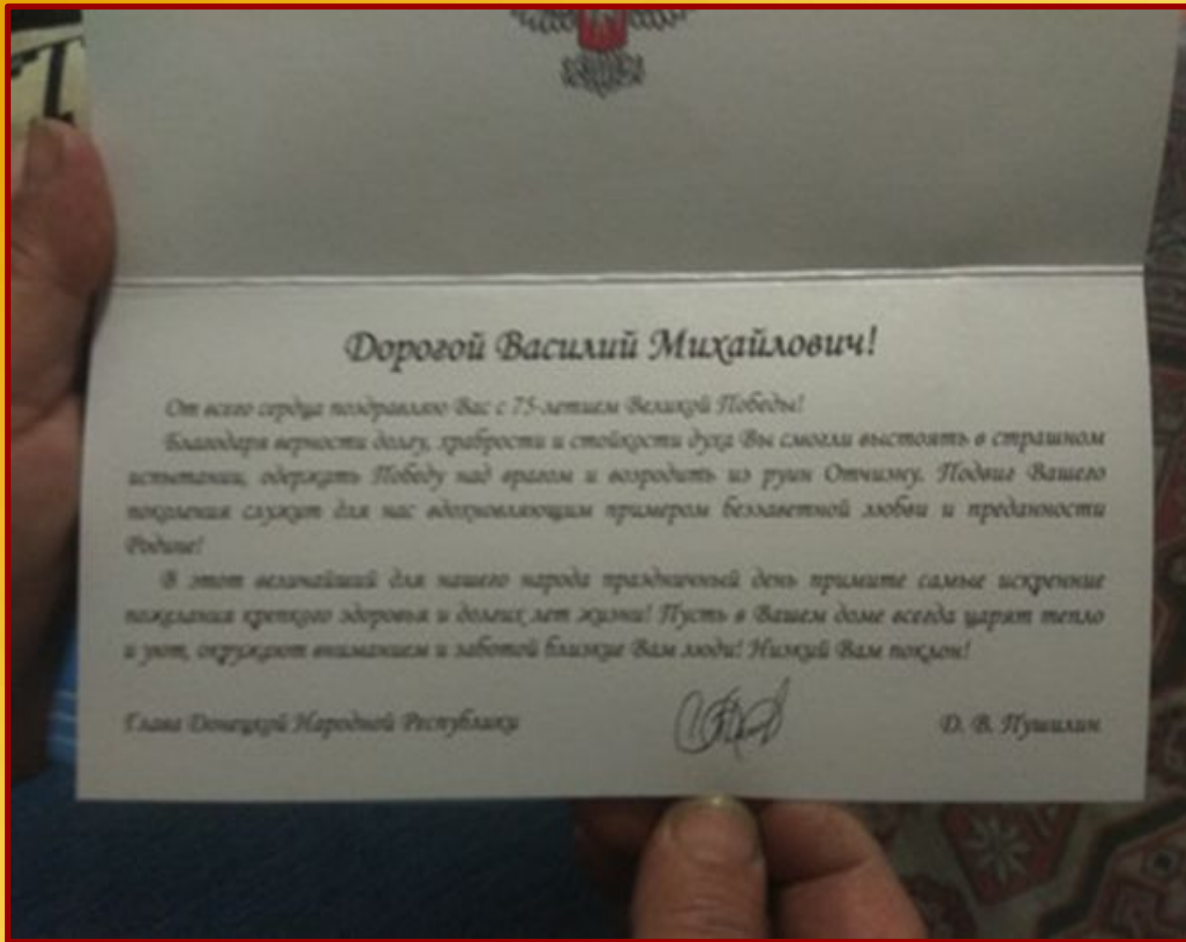 Дорогой Василий Михайлович!
От всего сердца поздравляю Вас с 75-летием Великой Победы!
Благодаря верности долгу, храбрости и стойкости духа Вы смогли выстоять в страшном
испытании, одержать Победу над врагом и возродить из руин Отчизну. Подвиг Вашего
поколения служит для нас вдохновляющим примером беззаветной любви и преданности
Родине!
В этот величайший для нашего народа праздничный день примите самые искренние
пожелания крепкого здоровья и долгих лет жизни! Пусть в Вашем доме всегда царят тепло
и уют, окружают вниманием и заботой близкие Вам люди! Низкий Вам поклон!
Глава Донецкой Народной Республики Д. В. Пушилин